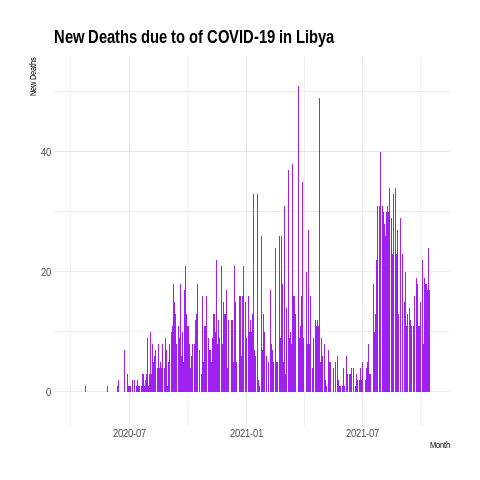 New Deaths due to of COVID-19 in Libya
New Deaths
40
20
0
2020-07
2021-01
2021-07
Month